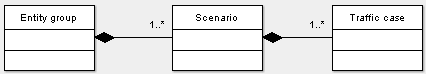 Entity group
1..*
Scenario
1..*
Traffic case